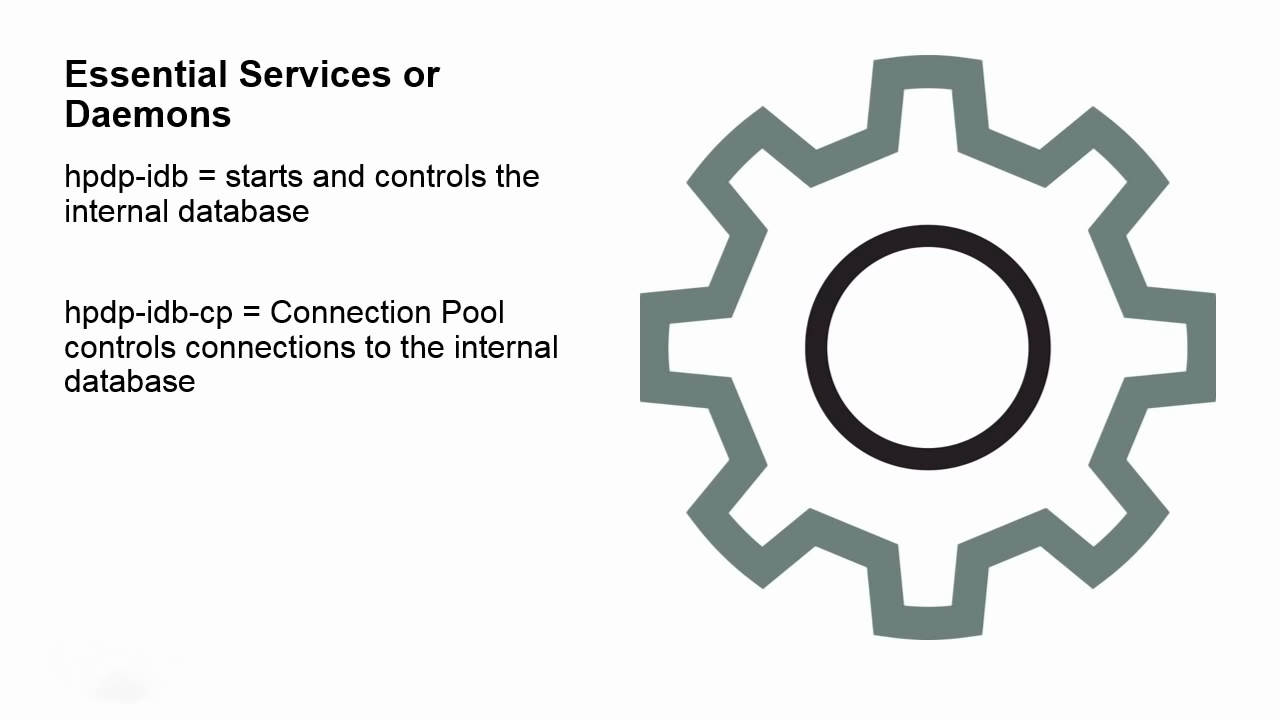 Essential Services or
Daemons
hpdp-idb = starts and controls the
internal database
hpdp-idb-cp = Connection Pool
controls connections to the internal
database